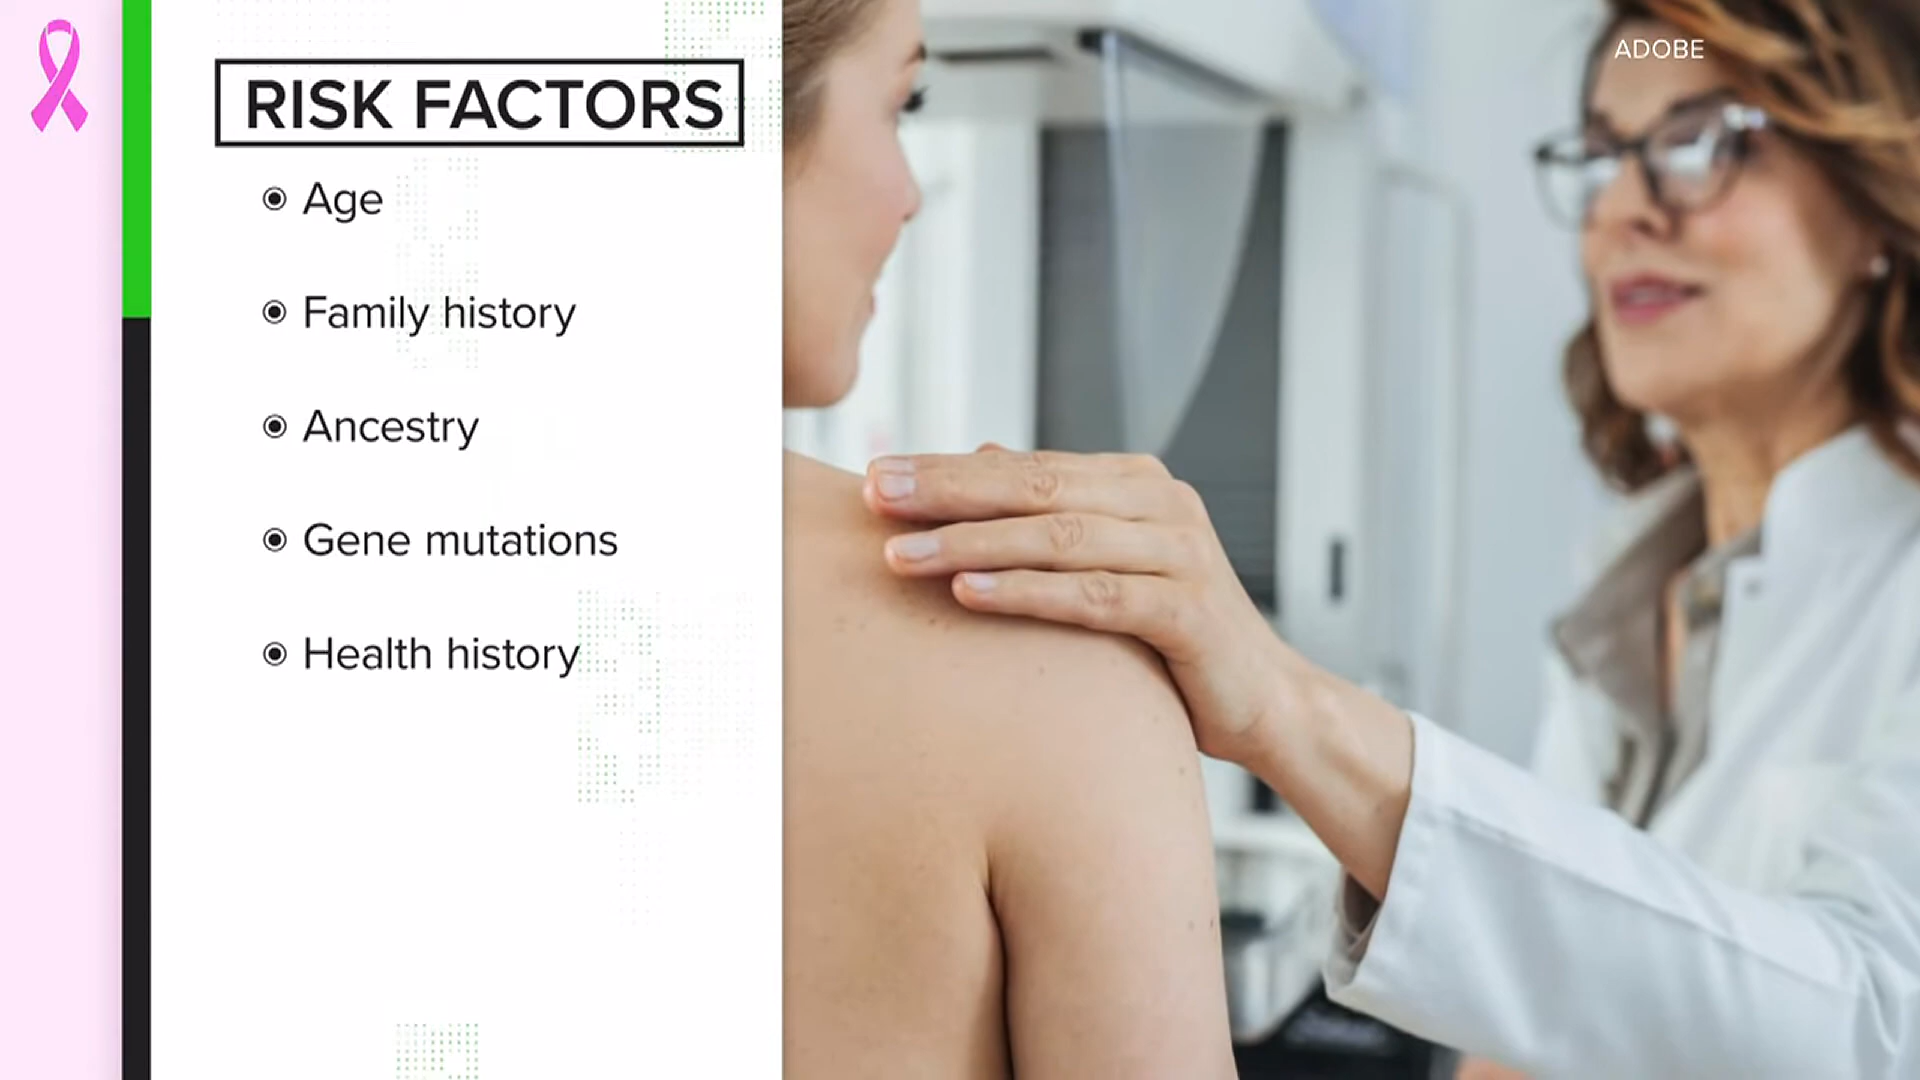 RISK FACTORS
Age
Family history
Ancestry
Gene mutations
Health history
ADOBE